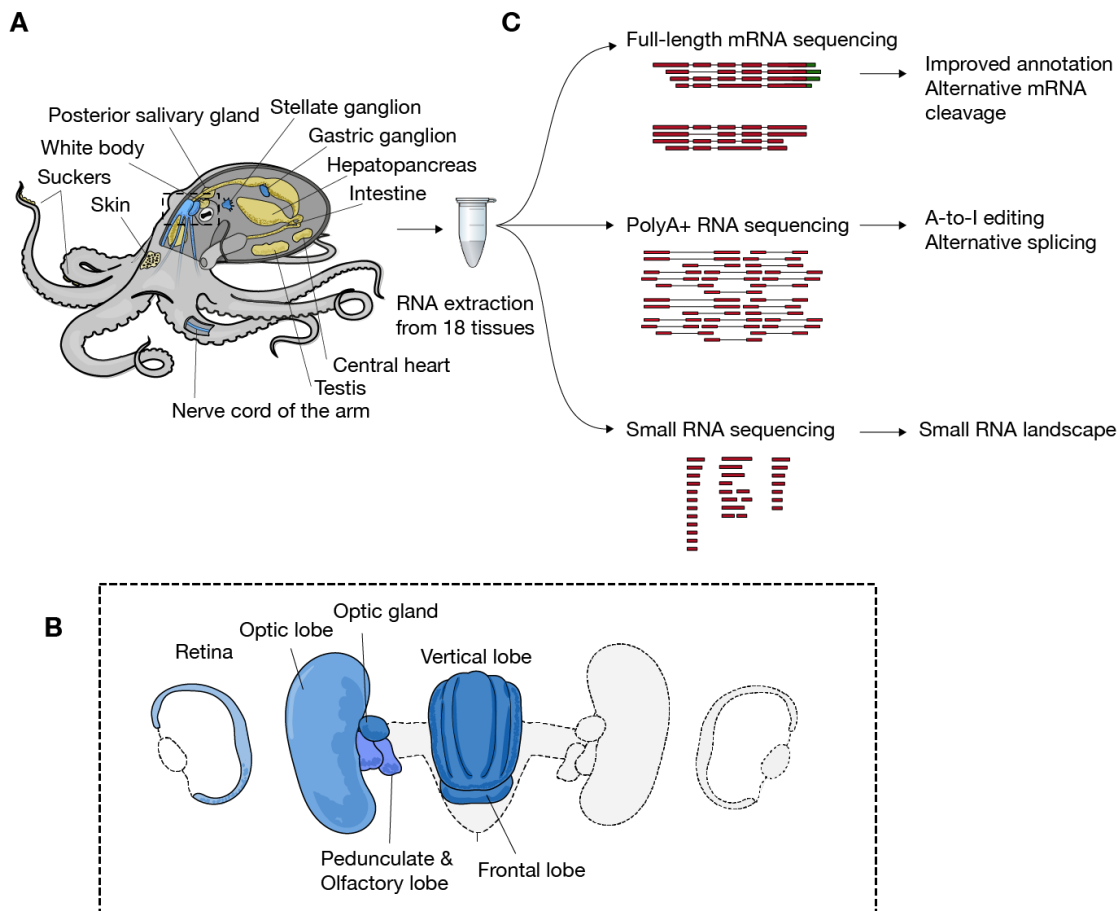 A
Posterior salivary gland
White body
Suckers
Skin
Stellate ganglion
Gastric ganglion
Hepatopancreas
Intestine
RNA extraction
from 18 tissues
Central heart
Testis
Nerve cord of the arm
C
Full-length mRNA sequencing
Improved annotation
Alternative mRNA
cleavage
PolyA+ RNA sequencing
A-to-I editing
Alternative splicing
Small RNA sequencing
Small RNA landscape
B
Retina
Optic lobe
Optic gland
Vertical lobe
Pedunculate &
Olfactory lobe
Frontal lobe